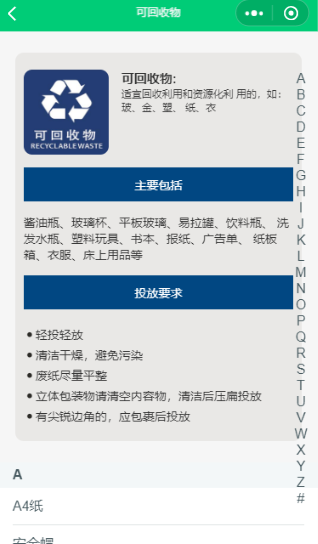 可回收物
可回收物:
适宜回收利用和资源化利 用的，如：
玻、金、塑、 纸、衣
可回收物
RECYCLABLE WASTE
主要包括
酱油瓶、玻璃杯、平板玻璃、易拉罐、饮料瓶、 洗
发水瓶、塑料玩具、书本、报纸、广告单、 纸板
箱、衣服、床上用品等
投放要求
• 轻投轻放
• 清洁干燥，避免污染
• 废纸尽量平整
• 立体包装物请清空内容物，清洁后压扁投放
• 有尖锐边角的，应包裹后投放
A
A4纸
安全帽
A
B
C
D
E
F
G
H
I
J
K
L
M
N
O
P
Q
R
S
T
U
V
W
X
Y
Z
#